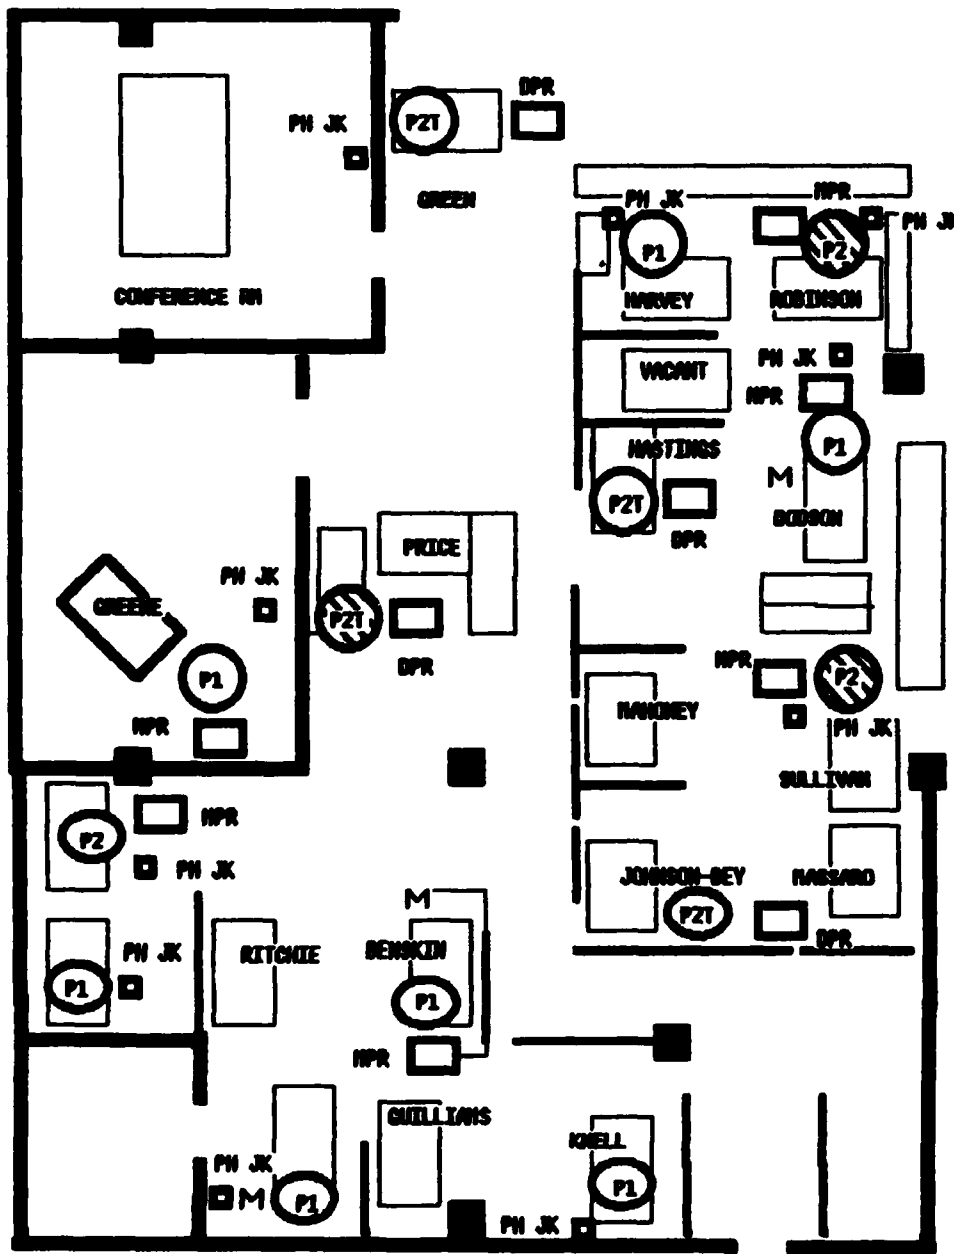 DPR
P2T
PH JK
GREEN
MPR
PH JK
PH JK
P1
P2
CONFERENCE RM
HARVEY
ROBINSON
PH JK
VACANT
MPR
P1
HASTINGS
M
P2T
DODSON
DPR
PRICE
PH JK
GREENE
P2T
DPR
MPR
P2
P1
MAHONEY
MPR
PH JK
SULLIVAN
MPR
P2
PH JK
JOHNSON-BEY
MASSARO
M
P2T
DPR
PH JK
RITCHIE
BENSKIN
P1
P1
MPR
GUILLIAMS
KNELL
PH JK
M
P1
P1
PH JK